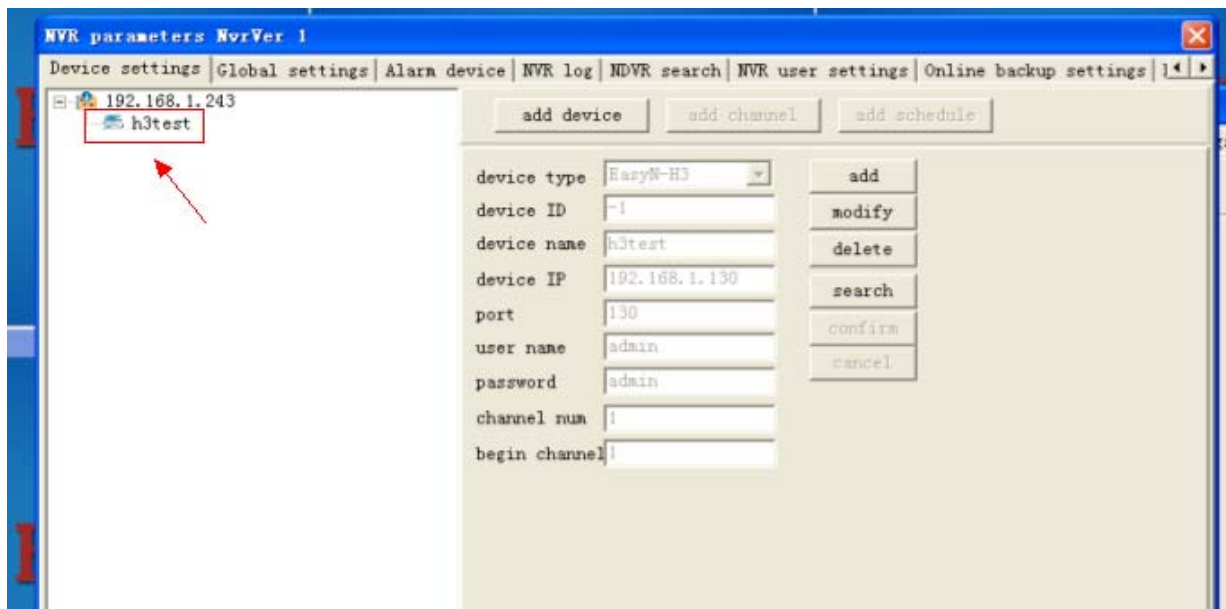 NVR parameters NvrVer 1
Device settings Global settings Alarm device NVR log NDVR search NVR user settings Online backup settings
192.168.1.243
h3test
add device add channel add schedule
device type EasyN-H3 add
device ID -1 modify
device name h3test delete
device IP 192.168.1.130 search
port 130 confirm
user name admin cancel
password admin
channel num 1
begin channel 1